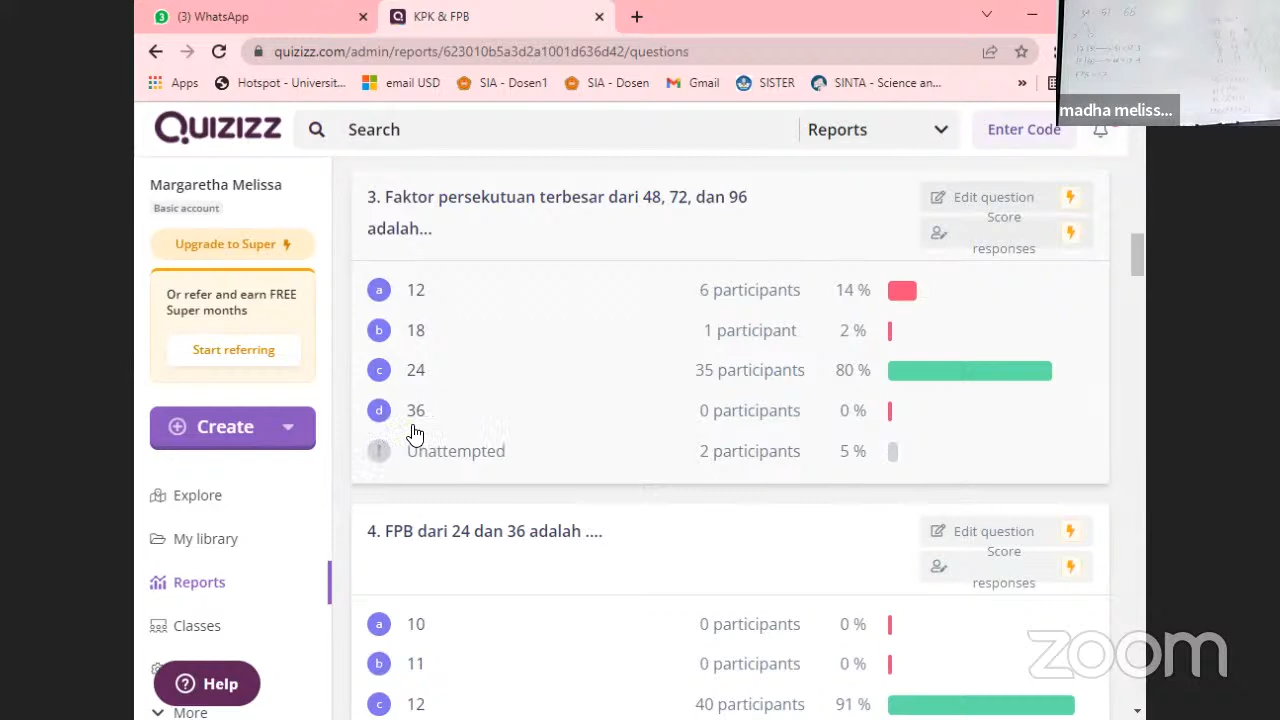 (3) WhatsApp
KPK & FPB
quizizz.com/admin/reports/623010b5a3d2a1001d636d42/questions
Apps
Hotspot - Universit...
email USD
SIA - Dosen1
SIA - Dosen
Gmail
SISTER
SINTA - Science an...
»
34 51 66
madha meliss...
QUIZIZZ
Search
Reports
Enter Code
Margaretha Melissa
Basic account
Upgrade to Super
Or refer and earn FREE
Super months
Start referring
Create
Explore
My library
Reports
Classes
Help
More
3. Faktor persekutuan terbesar dari 48, 72, dan 96
adalah...
Edit question
Score
responses
a 12 6 participants 14 %
b 18 1 participant 2 %
c 24 35 participants 80 %
d 36 0 participants 0 %
! Unattempted 2 participants 5 %
4. FPB dari 24 dan 36 adalah ....
Edit question
Score
responses
a 10 0 participants 0 %
b 11 0 participants 0 %
c 12 40 participants 91 %
zoom